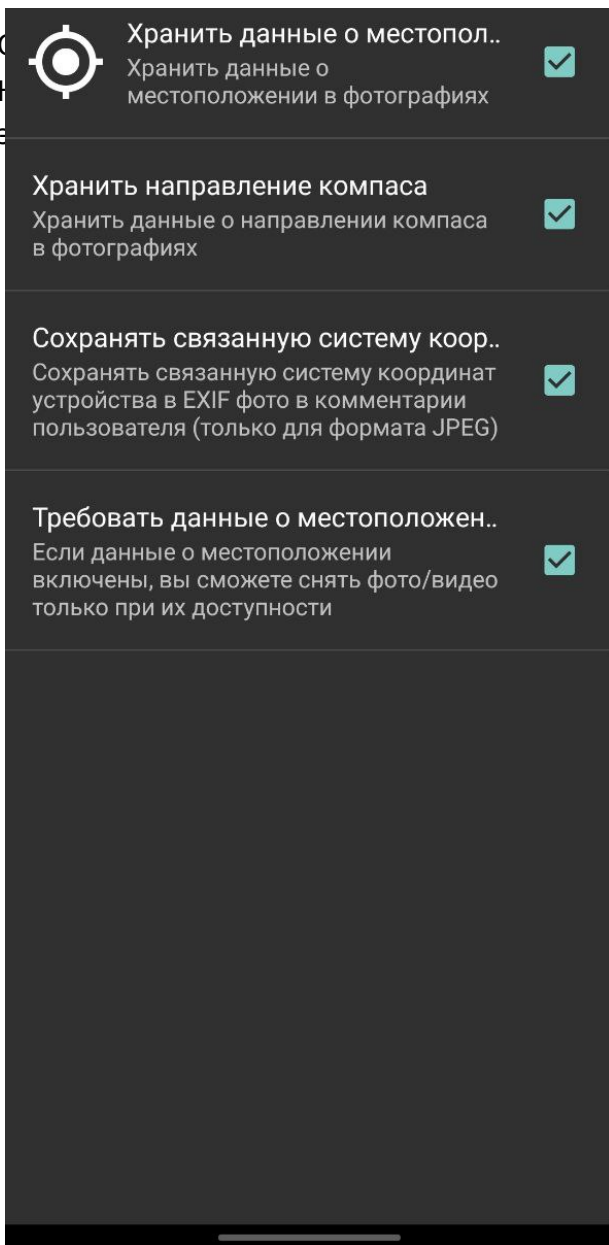 Хранить данные о местопол..
Хранить данные о
местоположении в фотографиях
Хранить направление компаса
Хранить данные о направлении компаса
в фотографиях
Сохранять связанную систему коор..
Сохранять связанную систему координат
устройства в EXIF фото в комментарии
пользователя (только для формата JPEG)
Требовать данные о местоположен..
Если данные о местоположении
включены, вы сможете снять фото/видео
только при их доступности